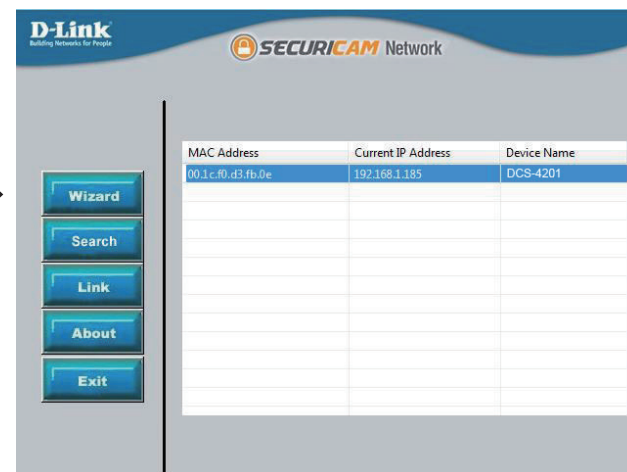 D-Link
Building Networks for People
SECURICAM Network
MAC Address Current IP Address Device Name
00.1c.f0.d3.fb.0e 192.168.1.185 DCS-4201
Wizard
Search
Link
About
Exit